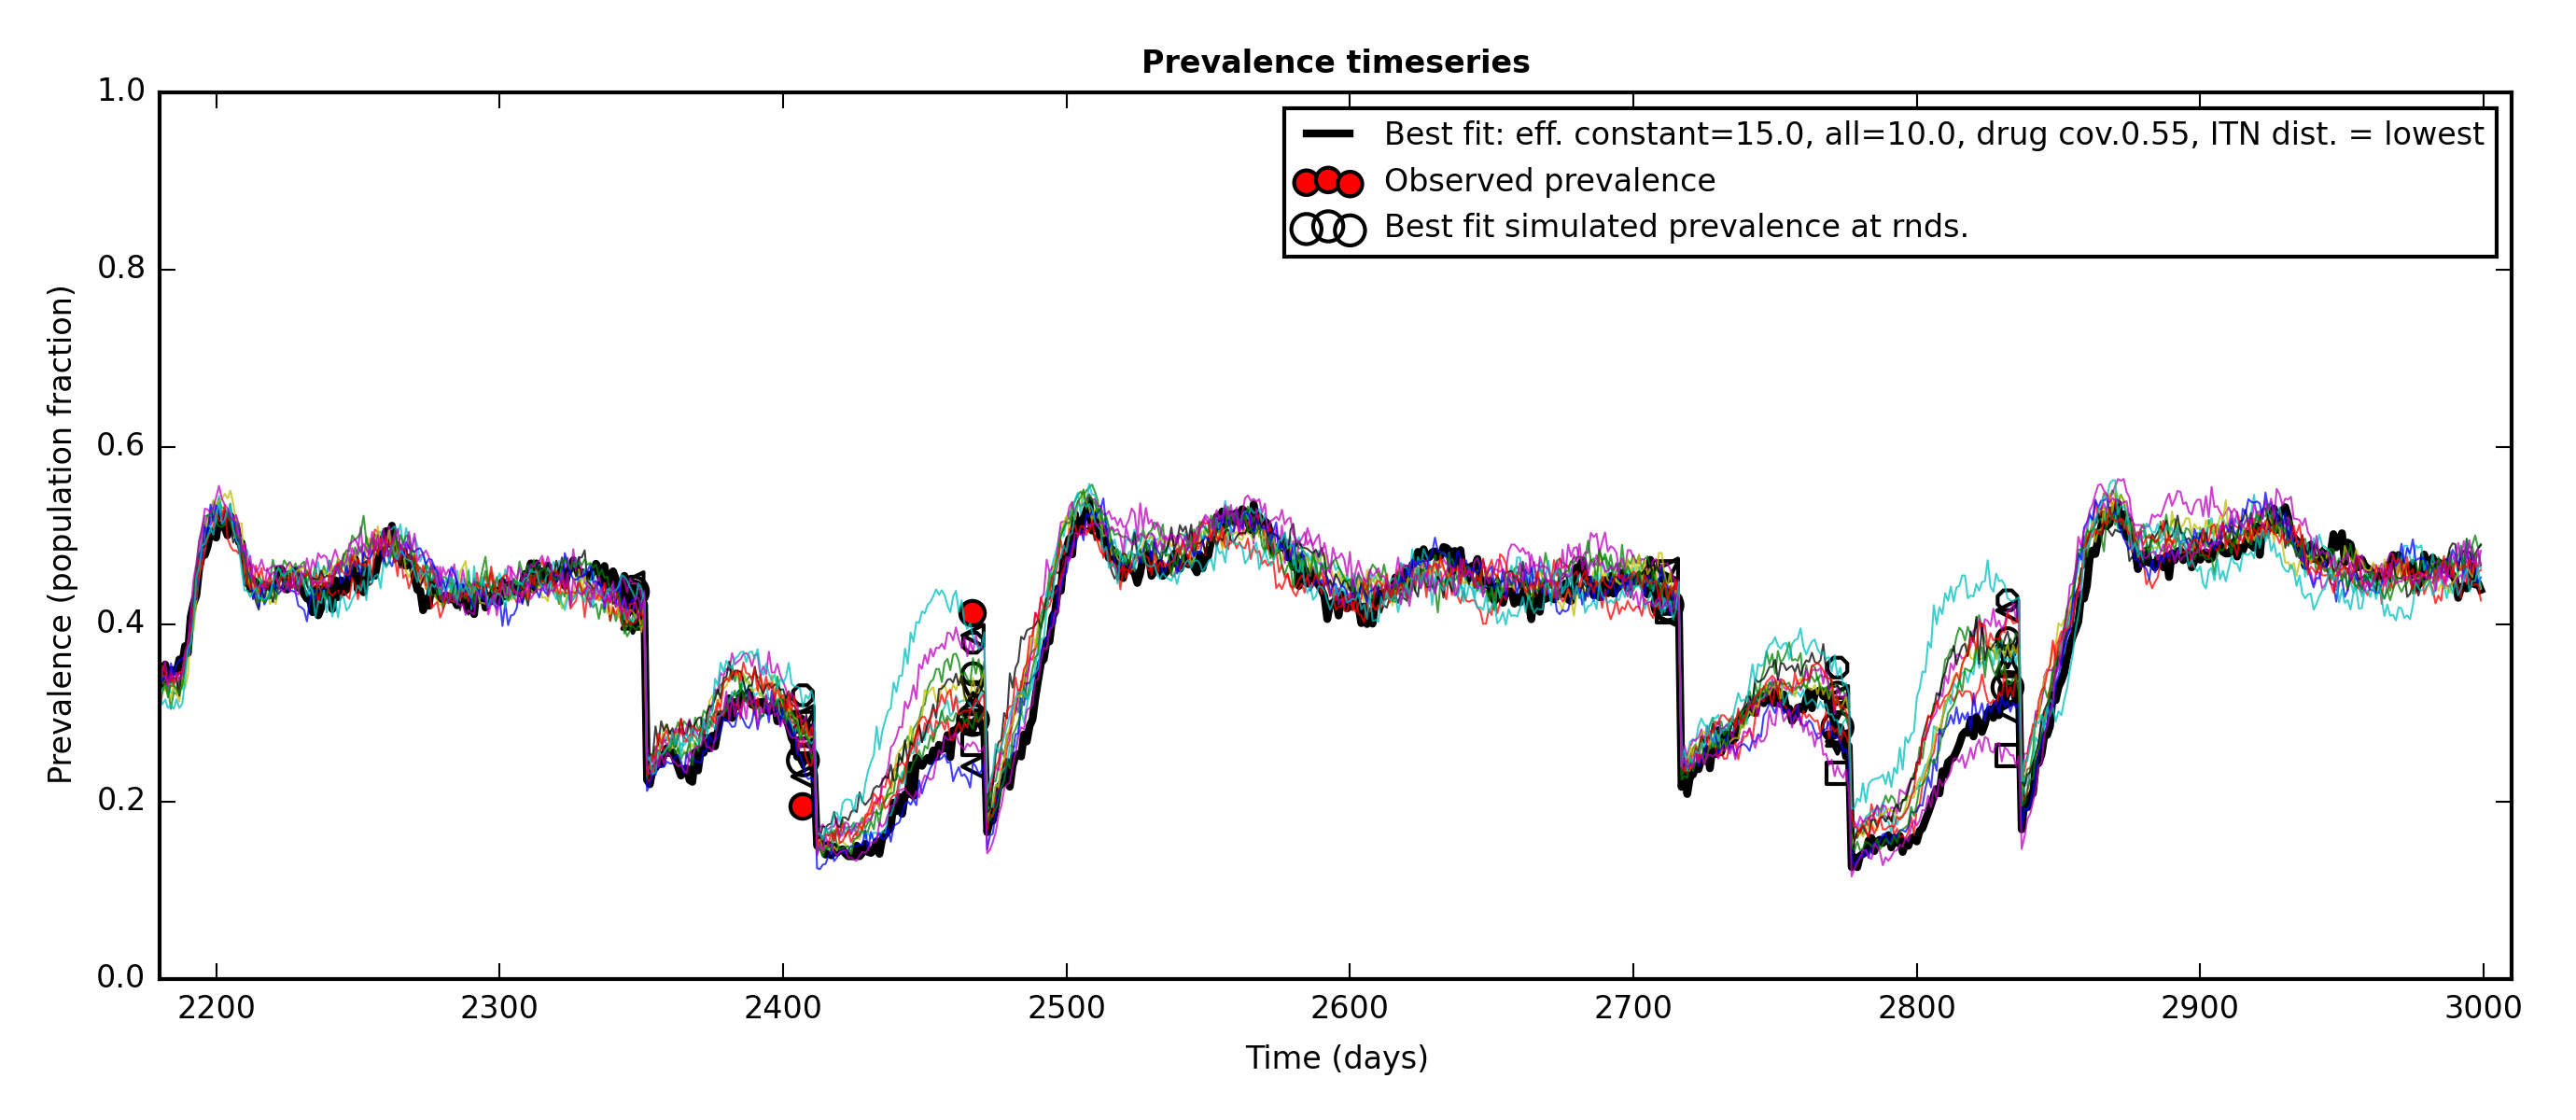 Prevalence timeseries
Best fit: eff. constant=15.0, all=10.0, drug cov.0.55, ITN dist. = lowest
Observed prevalence
Best fit simulated prevalence at rnds.
Prevalence (population fraction)
1.0
0.8
0.6
0.4
0.2
0.0
2200 2300 2400 2500 2600 2700 2800 2900 3000
Time (days)